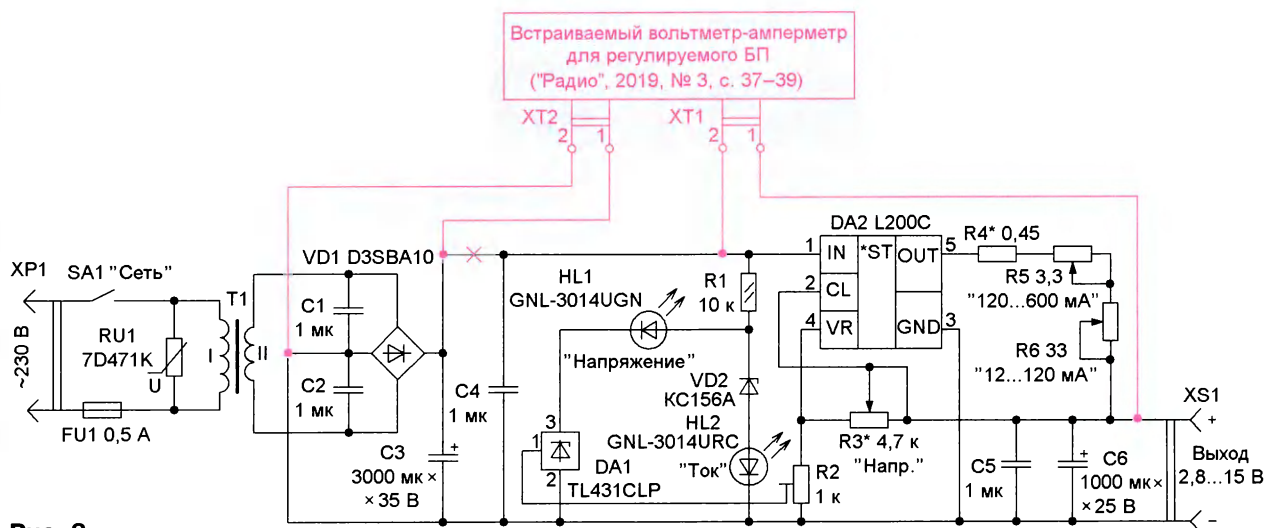 Встраиваемый вольтметр-амперметр
для регулируемого БП
("Радио", 2019, № 3, с. 37–39)
XT2
2
1
XT1
2
1
DA2 L200C
XP1
SA1 "Сеть"
VD1 D3SBA10
1
IN
*ST
OUT
5
R4* 0,45
HL1
GNL-3014UGN
R1
10 к
2
CL
R5 3,3
"120...600 мА"
~230 В
T1
C1
1 мк
4
VR
GND
3
RU1
7D471K
U
I
II
"Напряжение"
R6 33
"12...120 мА"
C2
1 мк
C4
1 мк
VD2
КС156А
XS1
+
FU1 0,5 А
3
HL2
GNL-3014URC
R3* 4,7 к
"Напр."
C3
3000 мк ×
× 35 В
+
1
2
DA1
TL431CLP
"Ток"
R2
1 к
C5
1 мк
+
C6
1000 мк ×
× 25 В
Выход
2,8...15 В
−